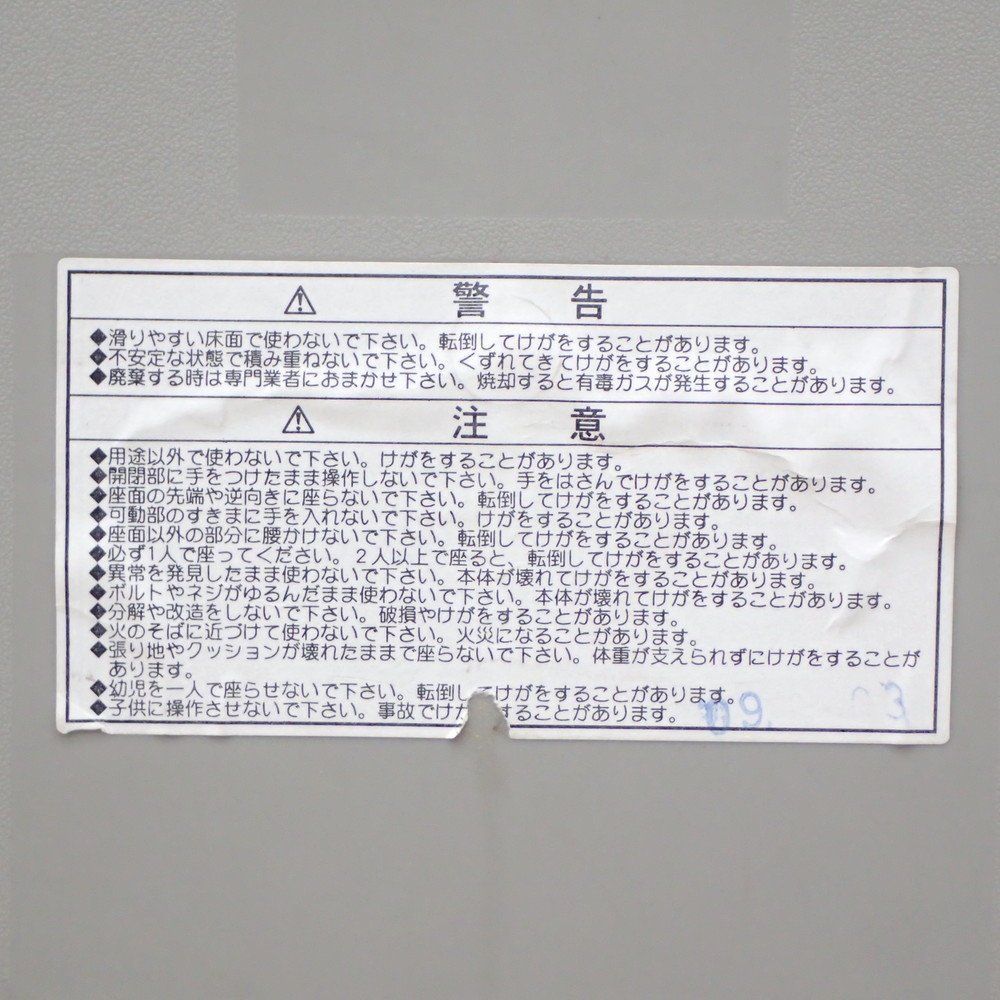 ⚠ 警告
◆滑りやすい床面で使わないで下さい。転倒してけがをすることがあります。
◆不安定な状態で積み重ねないで下さい。くずれてきてけがをすることがあります。
◆廃棄する時は専門業者におまかせ下さい。焼却すると有毒ガスが発生することがあります。
⚠ 注意
◆用途以外で使わないで下さい。けがをすることがあります。
◆開閉部に手をつけたまま操作しないで下さい。手をはさんでけがをすることがあります。
◆座面の先端や逆向きに座らないで下さい。転倒してけがをすることがあります。
◆可動部のすきまに手を入れないで下さい。けがをすることがあります。
◆座面以外の部分に腰かけないで下さい。転倒してけがをすることがあります。
◆必ず1人で座ってください。2人以上で座ると、転倒してけがをすることがあります。
◆異常を発見したまま使わないで下さい。本体が壊れてけがをすることがあります。
◆ボルトやネジがゆるんだまま使わないで下さい。本体が壊れてけがをすることがあります。
◆分解や改造をしないで下さい。破損やけがをすることがあります。
◆火のそばに近づけて使わないで下さい。火災になることがあります。
◆張り地やクッションが壊れたままで座らないで下さい。体重が支えられずにけがをすることが
あります。
◆幼児を一人で座らせないで下さい。転倒してけがをすることがあります。
◆子供に操作させないで下さい。事故でけが することがあります。